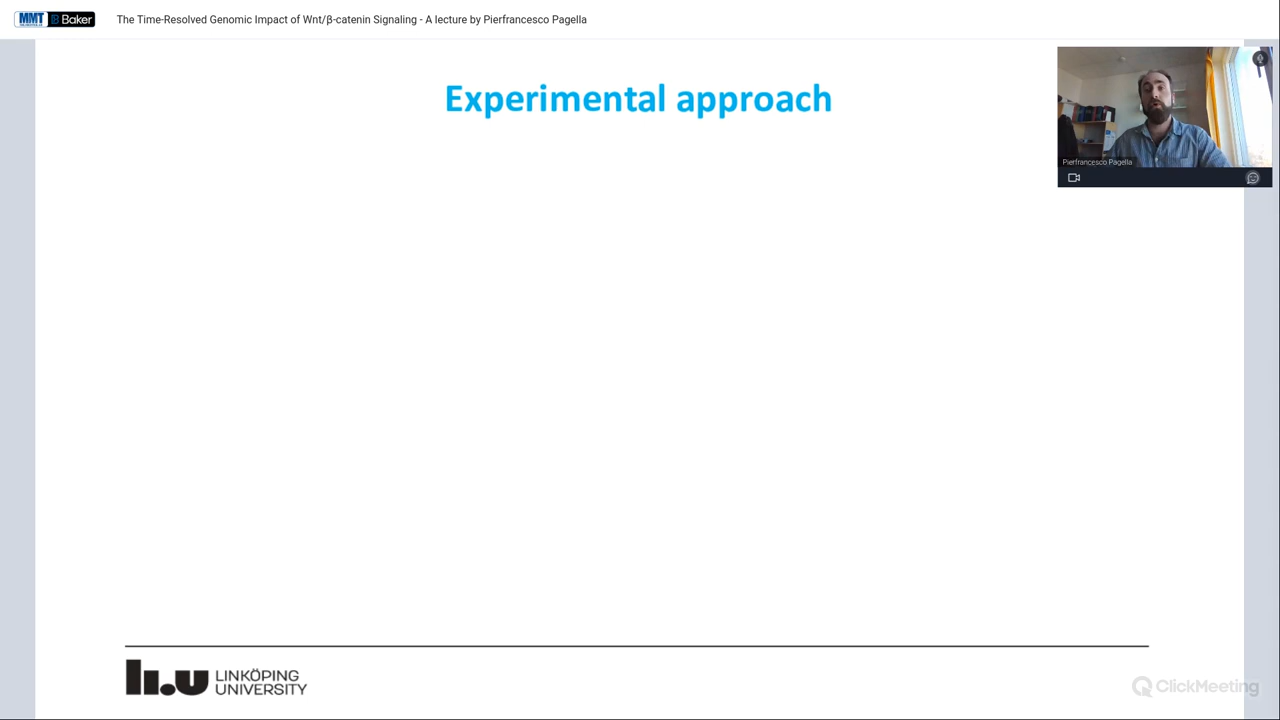 MMT B Baker
The Time-Resolved Genomic Impact of Wnt/β-catenin Signaling - A lecture by Pierfrancesco Pagella
Experimental approach
Pierfrancesco Pagella
li.u LINKÖPING
UNIVERSITY
ClickMeeting